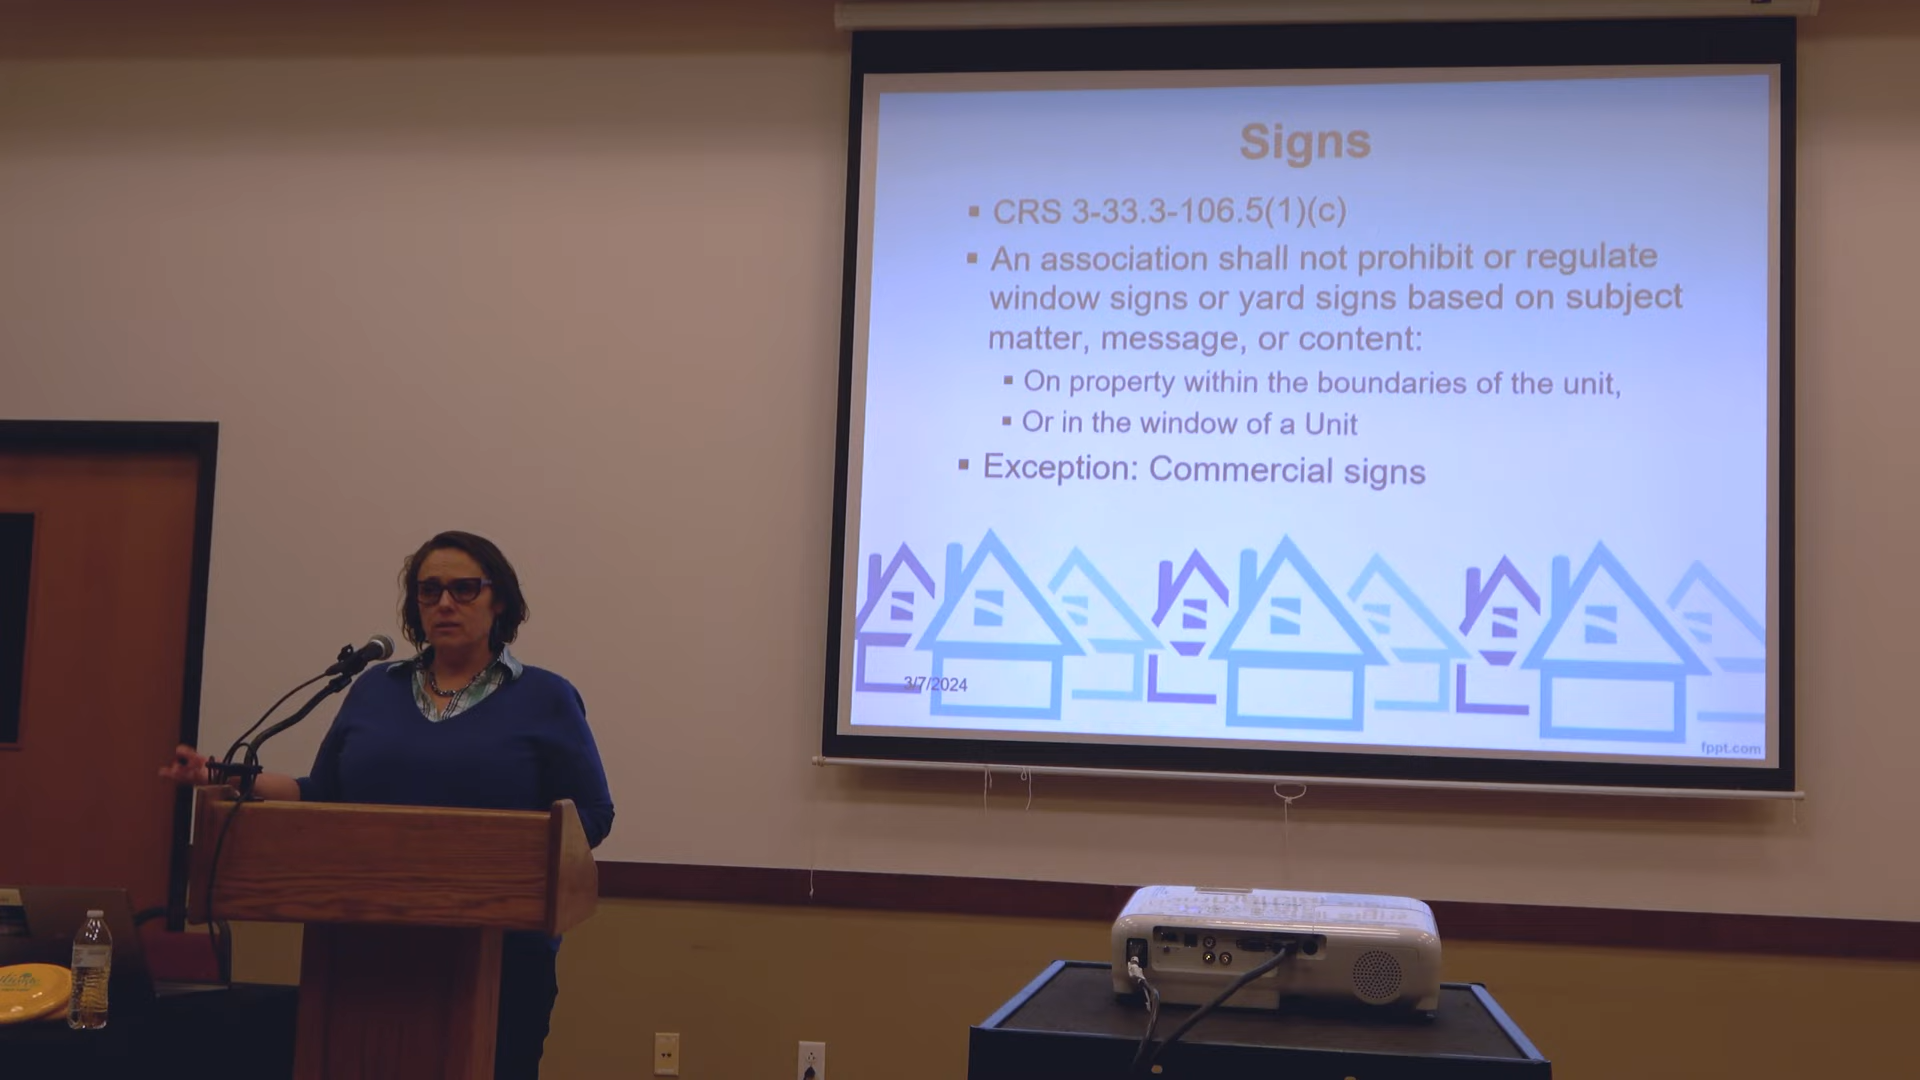 Signs
▪ CRS 3-33.3-106.5(1)(c)
▪ An association shall not prohibit or regulate
window signs or yard signs based on subject
matter, message, or content:
▪ On property within the boundaries of the unit,
▪ Or in the window of a Unit
▪ Exception: Commercial signs
3/7/2024
fppt.com